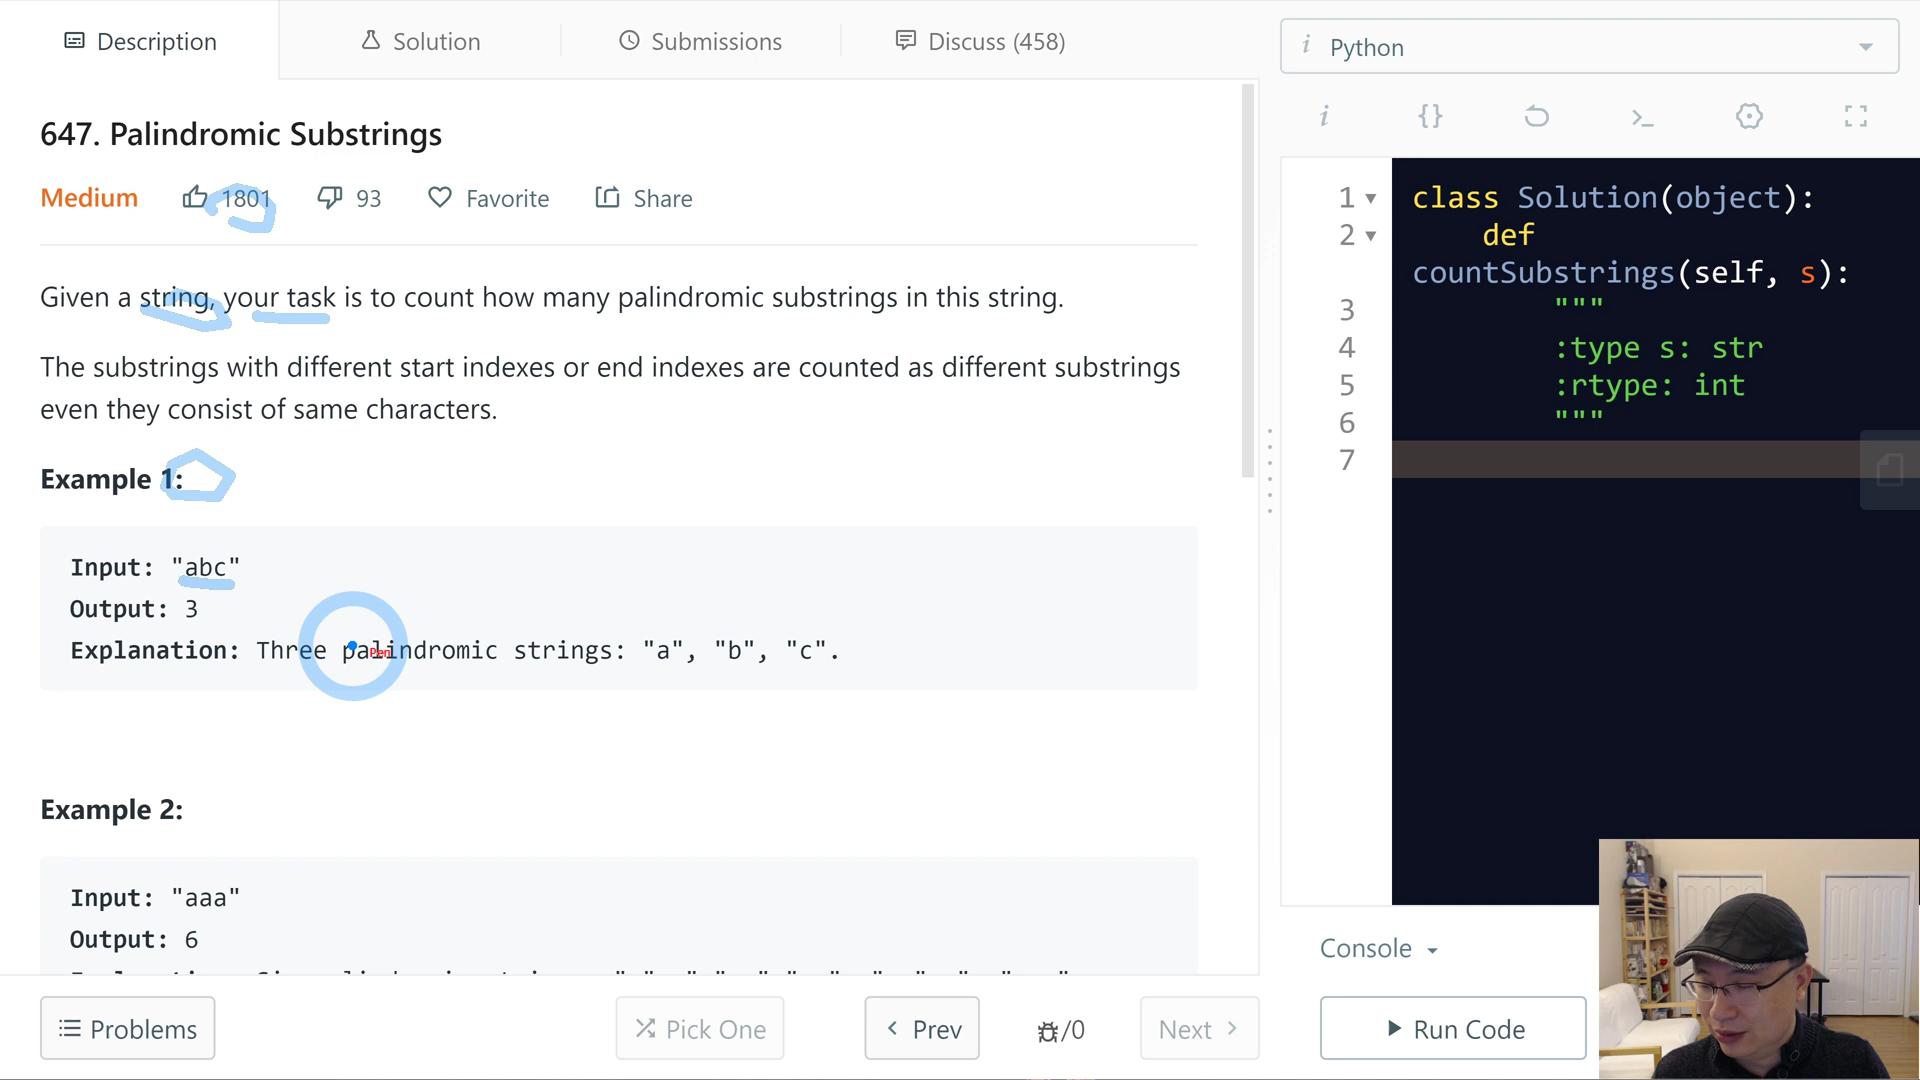 Description
Solution
Submissions
Discuss (458)
i Python
647. Palindromic Substrings
Medium 1801 93 Favorite Share
Given a string, your task is to count how many palindromic substrings in this string.
The substrings with different start indexes or end indexes are counted as different substrings
even they consist of same characters.
Example 1:
Input: "abc"
Output: 3
Explanation: Three palindromic strings: "a", "b", "c".
Pen
Example 2:
Input: "aaa"
Output: 6
Problems
Pick One
Prev
/0
Next
i {} >_
1 class Solution(object):
2 def
countSubstrings(self, s):
3 """
4 :type s: str
5 :rtype: int
6 """
7
Console
Run Code